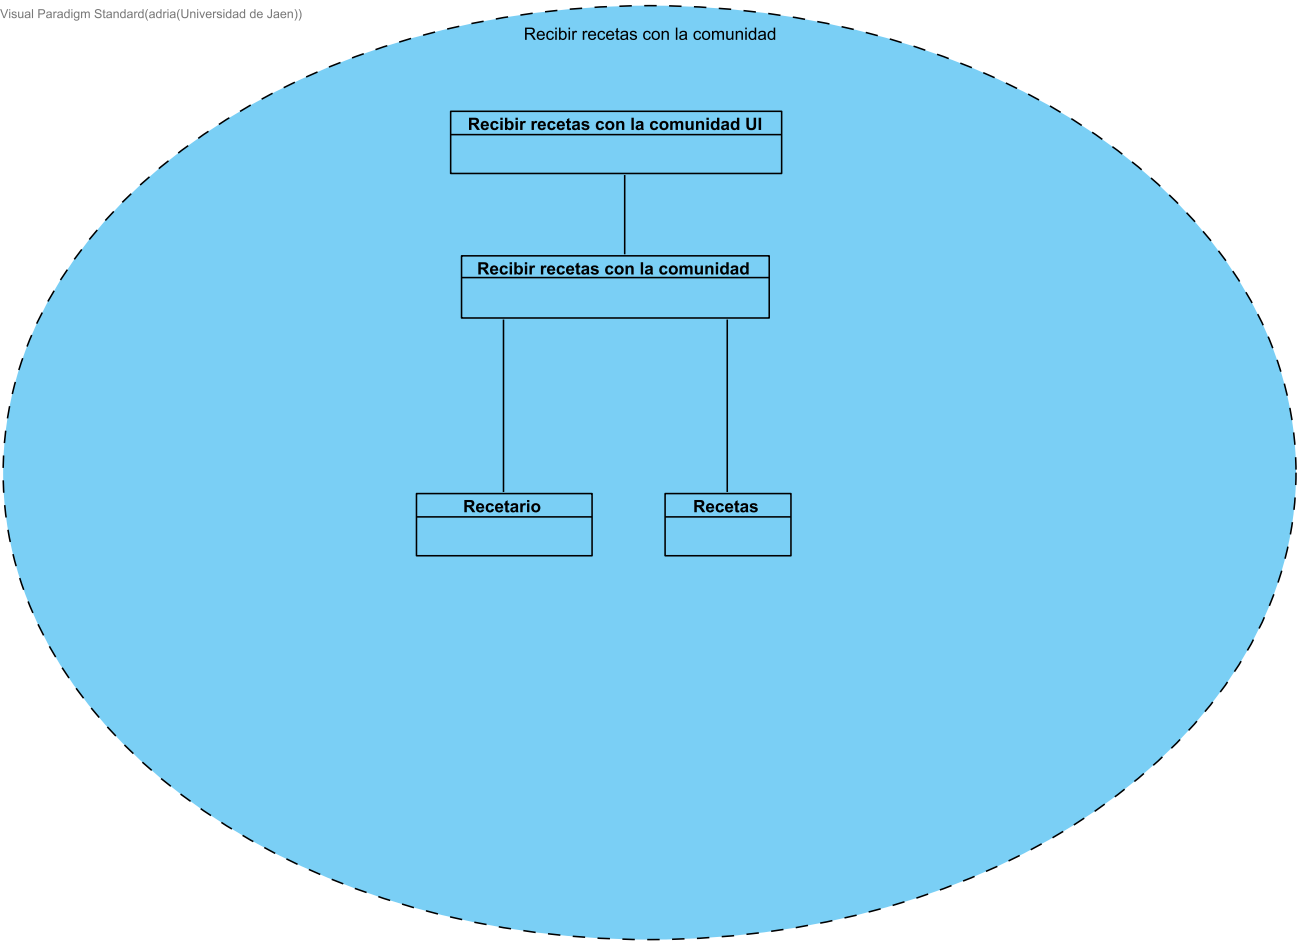 Visual Paradigm Standard(adria(Universidad de Jaen))
Recibir recetas con la comunidad
Recibir recetas con la comunidad UI
Recibir recetas con la comunidad
Recetario
Recetas